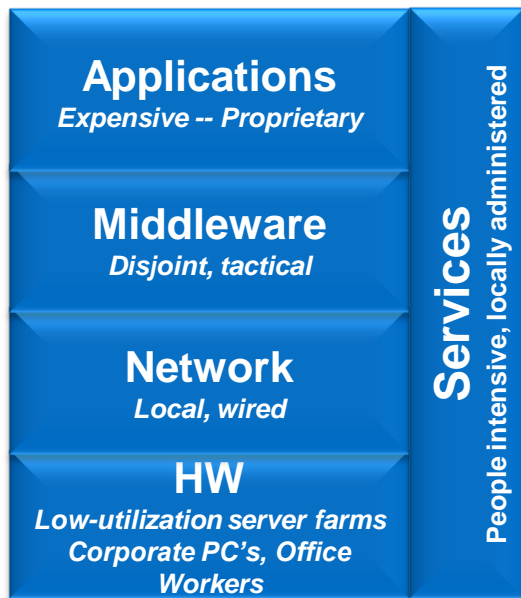 Applications
Expensive -- Proprietary
Middleware
Disjoint, tactical
Network
Local, wired
HW
Low-utilization server farms
Corporate PC's, Office
Workers
Services
People intensive, locally administered